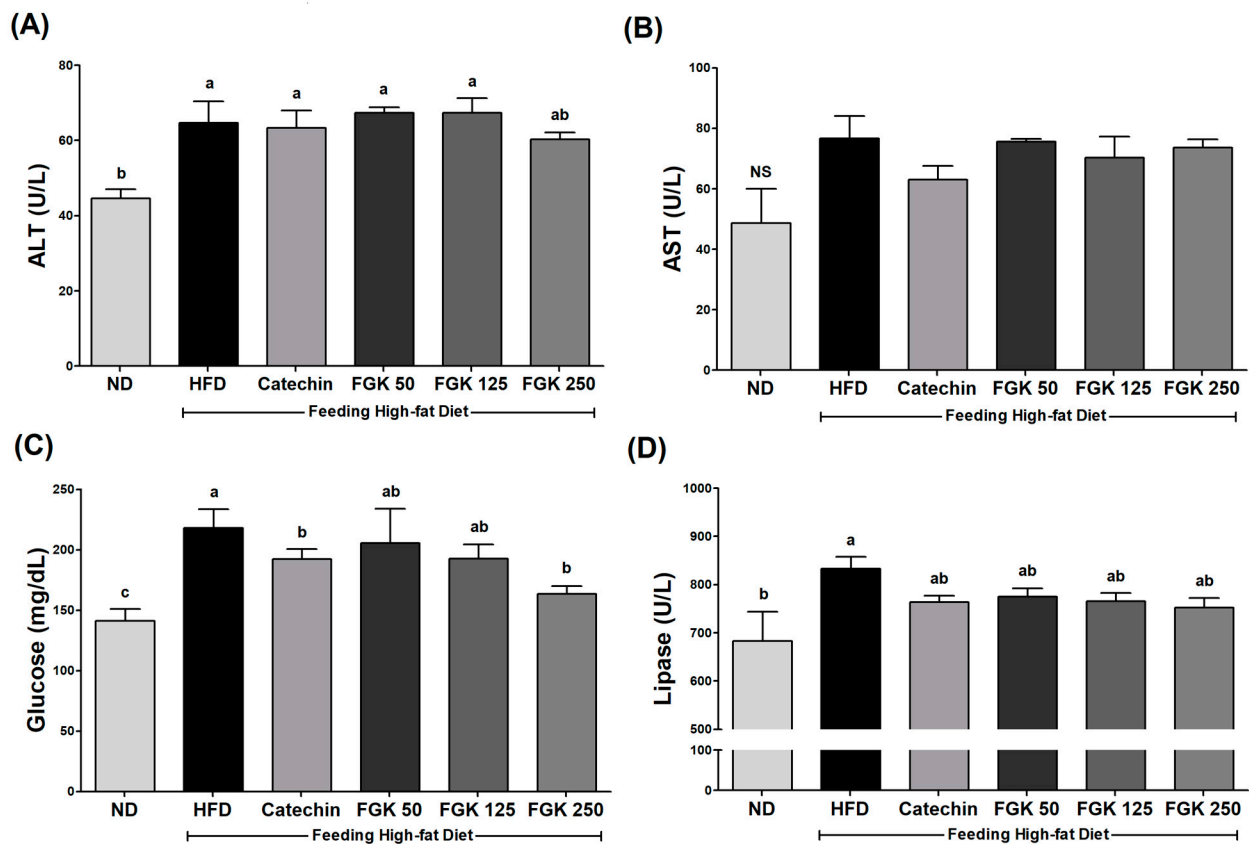 (A)
ALT (U/L)
80
60
40
20
0
b
a
a
a
a
ab
ND HFD Catechin FGK 50 FGK 125 FGK 250
Feeding High-fat Diet
(B)
AST (U/L)
100
80
60
40
20
0
NS
ND HFD Catechin FGK 50 FGK 125 FGK 250
Feeding High-fat Diet
(C)
Glucose (mg/dL)
250
200
150
100
50
0
c
a
b
ab
ab
b
ND HFD Catechin FGK 50 FGK 125 FGK 250
Feeding High-fat Diet
(D)
Lipase (U/L)
1000
900
800
700
600
500
100
0
b
a
ab
ab
ab
ab
ND HFD Catechin FGK 50 FGK 125 FGK 250
Feeding High-fat Diet